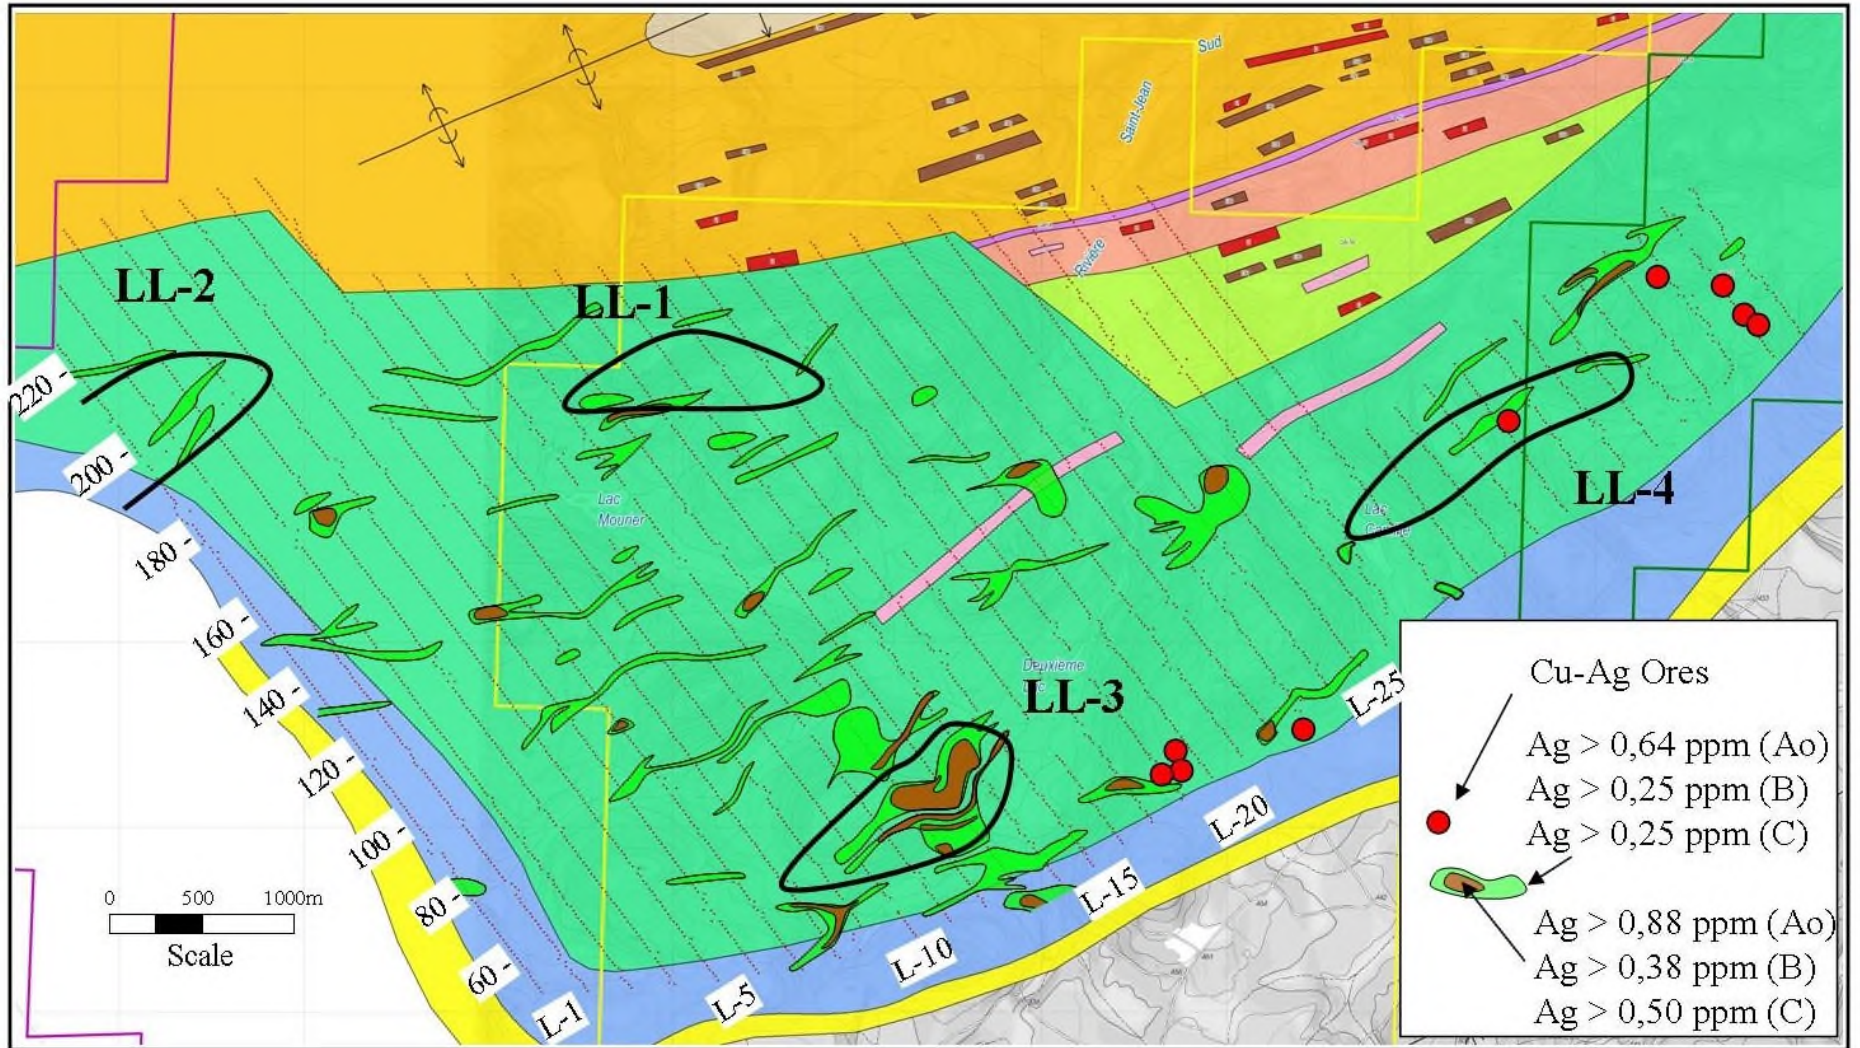 Sud
Saint-Jean
Rivière
LL-2
LL-1
220 -
200 -
LL-4
Lac
Mourier
Lac
180 -
160 -
Deuxième
LL-3
140 -
L-25
120 -
L-20
100 -
L-15
80 -
L-10
60 -
L-5
L-1
0 500 1000m
Scale
Cu-Ag Ores
Ag > 0,64 ppm (Ao)
Ag > 0,25 ppm (B)
Ag > 0,25 ppm (C)
Ag > 0,88 ppm (Ao)
Ag > 0,38 ppm (B)
Ag > 0,50 ppm (C)